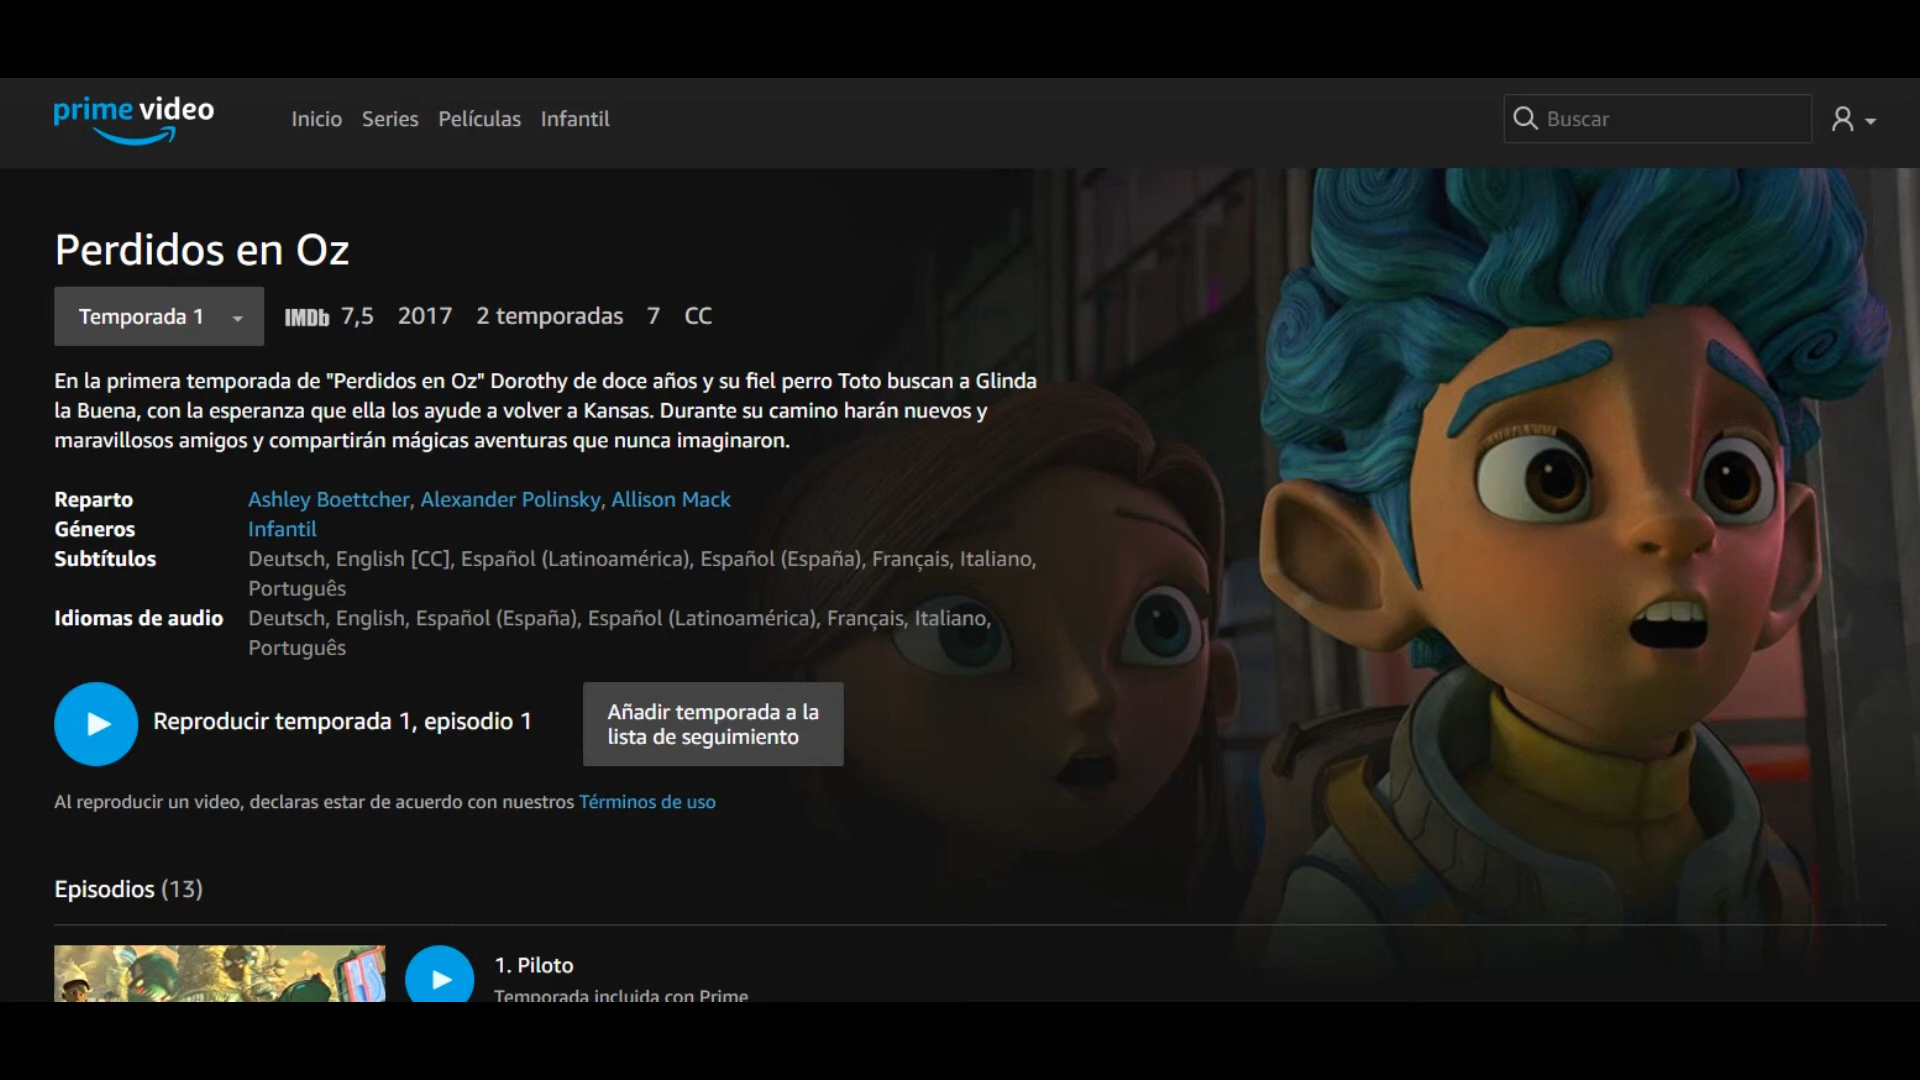 prime video
Inicio Series Películas Infantil
Buscar
Perdidos en Oz
Temporada 1 IMDb 7,5 2017 2 temporadas 7 CC
En la primera temporada de "Perdidos en Oz" Dorothy de doce años y su fiel perro Toto buscan a Glinda
la Buena, con la esperanza que ella los ayude a volver a Kansas. Durante su camino harán nuevos y
maravillosos amigos y compartirán mágicas aventuras que nunca imaginaron.
Reparto Ashley Boettcher, Alexander Polinsky, Allison Mack
Géneros Infantil
Subtítulos Deutsch, English [CC], Español (Latinoamérica), Español (España), Français, Italiano,
Português
Idiomas de audio Deutsch, English, Español (España), Español (Latinoamérica), Français, Italiano,
Português
Reproducir temporada 1, episodio 1
Añadir temporada a la
lista de seguimiento
Al reproducir un video, declaras estar de acuerdo con nuestros Términos de uso
Episodios (13)
1. Piloto
Temporada incluida con Prime